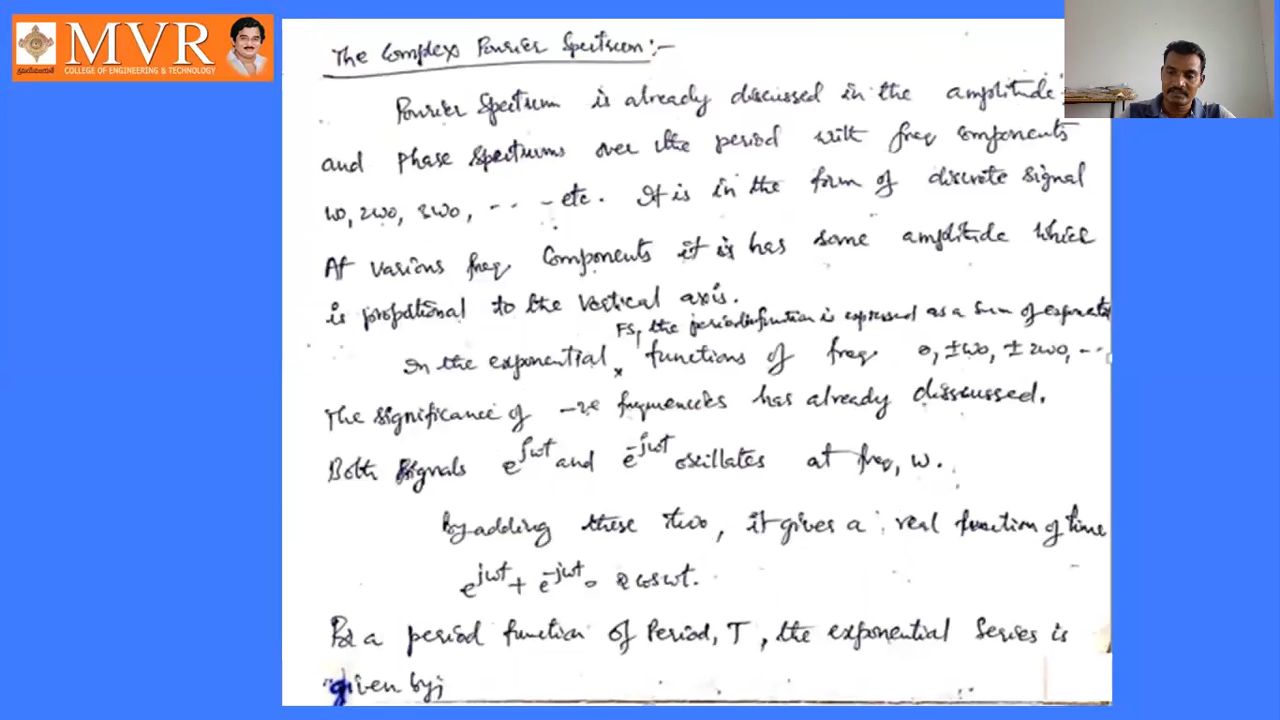 MVR
COLLEGE OF ENGINEERING & TECHNOLOGY
The Complex Fourier Spectrum :-
Fourier Spectrum is already discussed in the amplitude
and phase spectrums over the period with freq components
ω0, 2ω0, 3ω0, - - - etc. It is in the form of discrete signal
At various freq. components it is has some amplitude which
is propotional to the vertical axis.
FS, the periodic function is expressed as a sum of exponential
In the exponential functions of freq. 0, ±ω0, ±2ω0, ...
The significance of -ve frequencies has already disscussed.
Both signals e^jωt and e^-jωt oscillates at freq, ω.
By adding these two, it gives a real function of time
e^jωt + e^-jωt = 2 cosωt.
For a period function of Period, T, the exponential series is
given by;